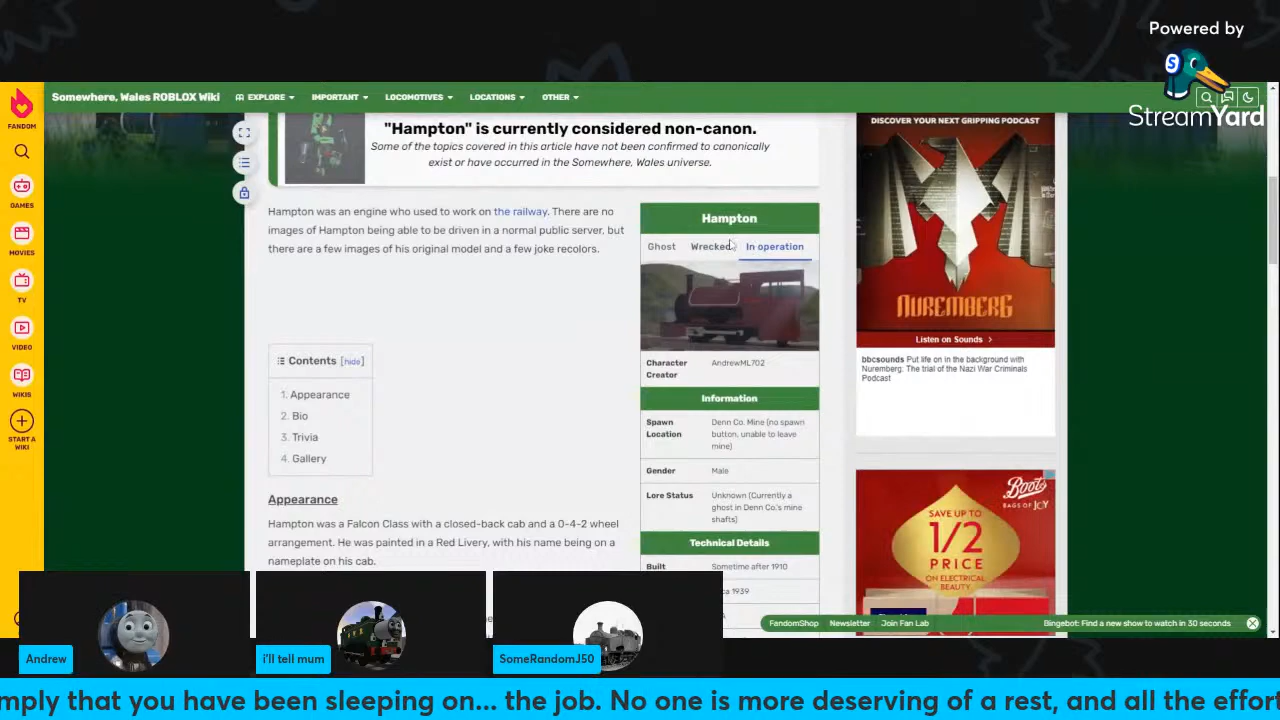 Powered by
StreamYard
Somewhere, Wales ROBLOX Wiki
EXPLORE
IMPORTANT
LOCOMOTIVES
LOCATIONS
OTHER
FANDOM
GAMES
MOVIES
TV
VIDEO
WIKIS
START A
WIKI
"Hampton" is currently considered non-canon.
Some of the topics covered in this article have not been confirmed to canonically
exist or have occurred in the Somewhere, Wales universe.
Hampton was an engine who used to work on the railway. There are no
images of Hampton being able to be driven in a normal public server, but
there are a few images of his original model and a few joke recolors.
Contents [hide]
1. Appearance
2. Bio
3. Trivia
4. Gallery
Appearance
Hampton was a Falcon Class with a closed-back cab and a 0-4-2 wheel
arrangement. He was painted in a Red Livery, with his name being on a
nameplate on his cab.
Hampton
Ghost
Wrecked
In operation
Character
Creator
AndrewML702
Information
Spawn
Location
Denn Co. Mine (no spawn
button, unable to leave
mine)
Gender
Male
Lore Status
Unknown (Currently a
ghost in Denn Co.'s mine
shafts)
Technical Details
Built
Sometime after 1910
1939
DISCOVER YOUR NEXT GRIPPING PODCAST
NUREMBERG
Listen on Sounds
bbcsounds Put life on in the background with
Nuremberg: The trial of the Nazi War Criminals
Podcast
Boots
BAGS OF JOY
SAVE UP TO
1/2
PRICE
ON ELECTRICAL
BEAUTY
FandomShop
Newsletter
Join Fan Lab
Bingebot: Find a new show to watch in 30 seconds
Andrew
i'll tell mum
SomeRandomJ50
mply that you have been sleeping on... the job. No one is more deserving of a rest, and all the effor